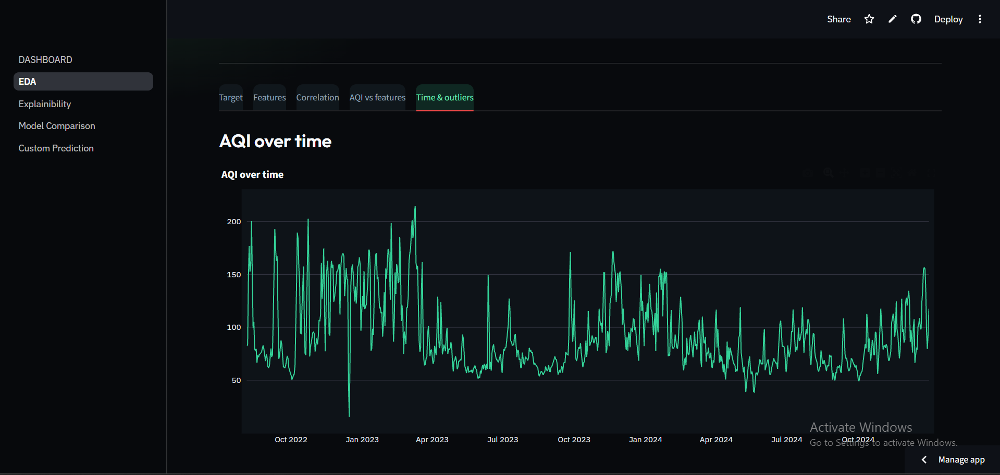 Share Deploy
DASHBOARD
EDA
Explainibility
Model Comparison
Custom Prediction
Target Features Correlation AQI vs features Time & outliers
AQI over time
AQI over time
200
150
100
50
Oct 2022 Jan 2023 Apr 2023 Jul 2023 Oct 2023 Jan 2024 Apr 2024 Jul 2024 Oct 2024
Activate Windows
Go to Settings to activate Windows.
Manage app